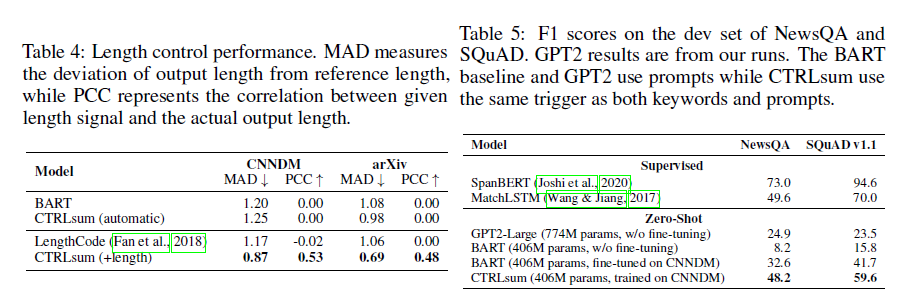 Table 4: Length control performance. MAD measures
the deviation of output length from reference length,
while PCC represents the correlation between given
length signal and the actual output length.
Model CNNDM arXiv
MAD ↓ PCC ↑ MAD ↓ PCC ↑
BART 1.20 0.00 1.08 0.00
CTRLsum (automatic) 1.25 0.00 0.98 0.00
LengthCode (Fan et al., 2018) 1.17 -0.02 1.06 0.00
CTRLsum (+length) 0.87 0.53 0.69 0.48
Table 5: F1 scores on the dev set of NewsQA and
SQuAD. GPT2 results are from our runs. The BART
baseline and GPT2 use prompts while CTRLsum use
the same trigger as both keywords and prompts.
Model NewsQA SQuAD v1.1
Supervised
SpanBERT (Joshi et al., 2020) 73.0 94.6
MatchLSTM (Wang & Jiang, 2017) 49.6 70.0
Zero-Shot
GPT2-Large (774M params, w/o fine-tuning) 24.9 23.5
BART (406M params, w/o fine-tuning) 8.2 15.8
BART (406M params, fine-tuned on CNNDM) 32.6 41.7
CTRLsum (406M params, trained on CNNDM) 48.2 59.6